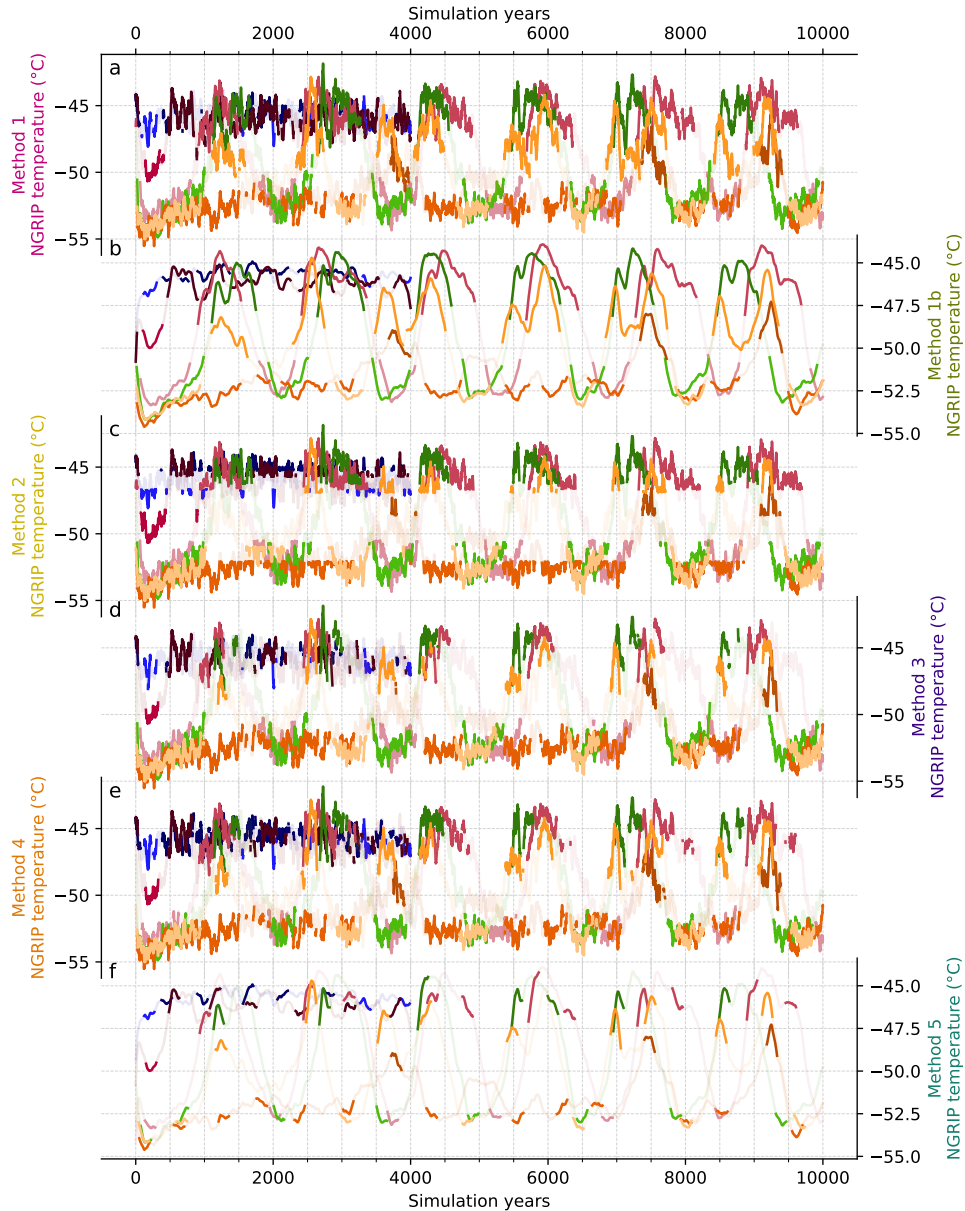 Simulation years
0 2000 4000 6000 8000 10000
a
−45
−50
−55
Method 1
NGRIP temperature (°C)
b
−45.0
−47.5
−50.0
−52.5
−55.0
Method 1b
NGRIP temperature (°C)
c
−45
−50
−55
Method 2
NGRIP temperature (°C)
d
−45
−50
−55
Method 3
NGRIP temperature (°C)
e
−45
−50
−55
Method 4
NGRIP temperature (°C)
f
−45.0
−47.5
−50.0
−52.5
−55.0
Method 5
NGRIP temperature (°C)
0 2000 4000 6000 8000 10000
Simulation years